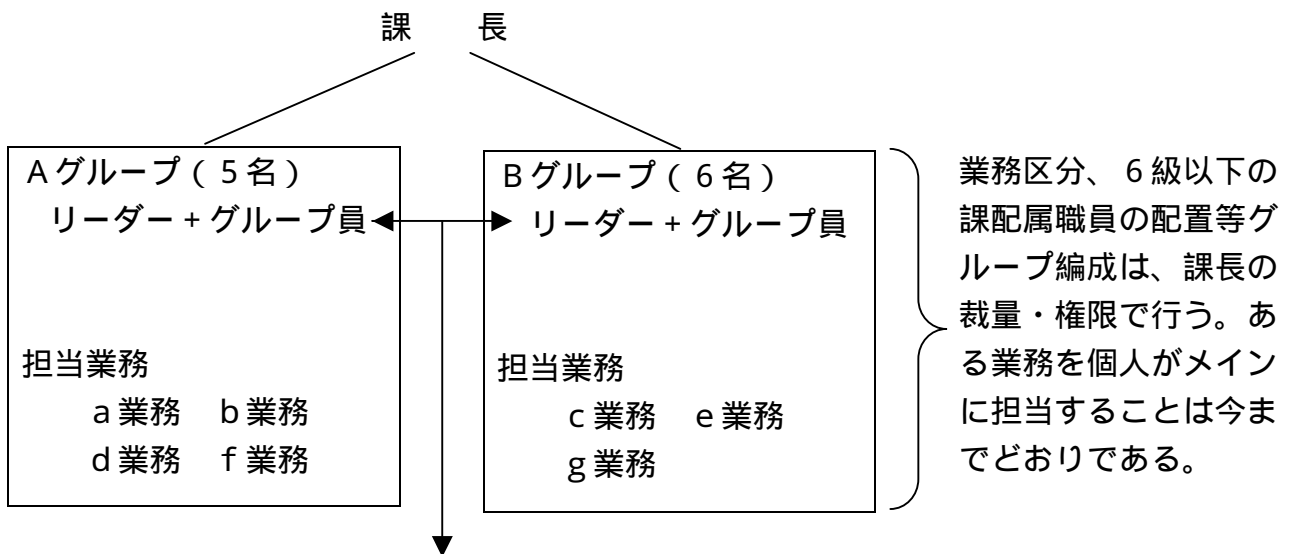 課　長
Aグループ（5名）
リーダー＋グループ員
担当業務
a業務　b業務
d業務　f業務
Bグループ（6名）
リーダー＋グループ員
担当業務
c業務　e業務
g業務
業務区分、6級以下の
課配属職員の配置等グ
ループ編成は、課長の
裁量・権限で行う。あ
る業務を個人がメイン
に担当することは今ま
でどおりである。